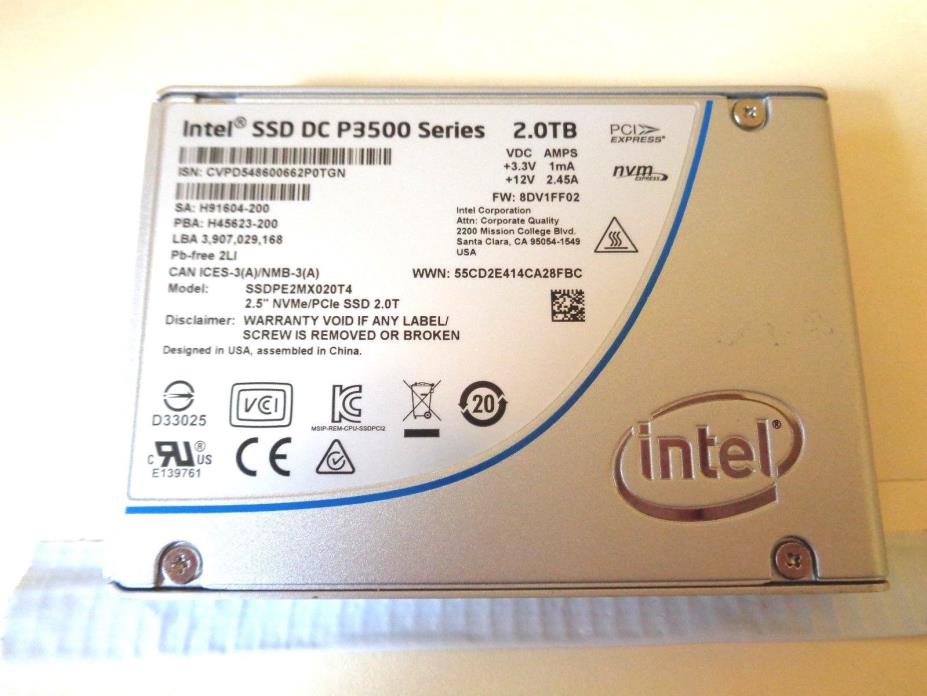 Intel® SSD DC P3500 Series 2.0TB
PCI EXPRESS®
VDC AMPS
+3.3V 1mA
+12V 2.45A
nvm EXPRESS
ISN: CVPD548600662P0TGN
FW: 8DV1FF02
SA: H91604-200
PBA: H45623-200
LBA 3,907,029,168
Pb-free 2LI
Intel Corporation
Attn: Corporate Quality
2200 Mission College Blvd.
Santa Clara, CA 95054-1549
USA
CAN ICES-3(A)/NMB-3(A)
WWN: 55CD2E414CA28FBC
Model: SSDPE2MX020T4
2.5" NVMe/PCIe SSD 2.0T
Disclaimer: WARRANTY VOID IF ANY LABEL/
SCREW IS REMOVED OR BROKEN
Designed in USA, assembled in China.
D33025
VCI
MSIP-REM-CPU-SSDPCI2
20
c RU® US
E139761
CE
intel®